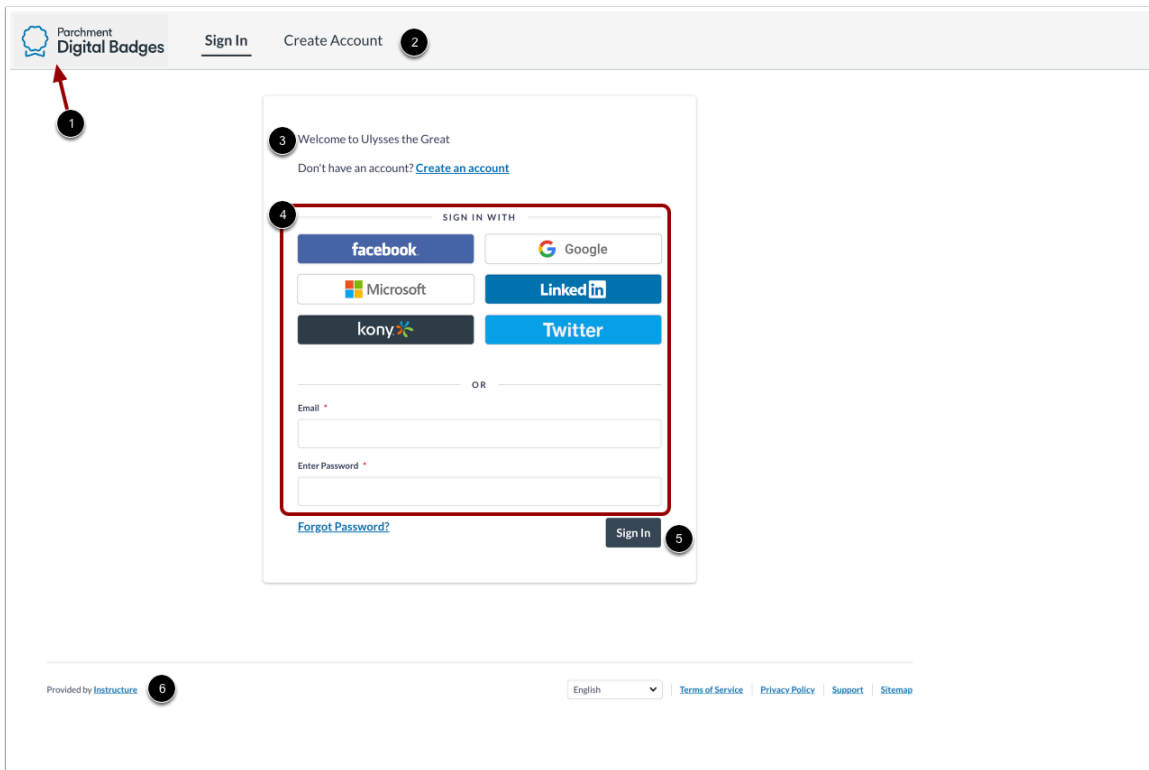 Parchment
Digital Badges
Sign In
Create Account
2
1
3
Welcome to Ulysses the Great
Don't have an account? Create an account
4
SIGN IN WITH
facebook.
Google
Microsoft
Linked in
kony
Twitter
OR
Email *
Enter Password *
Forgot Password?
Sign In
5
Provided by Instructure
6
English
Terms of Service
Privacy Policy
Support
Sitemap